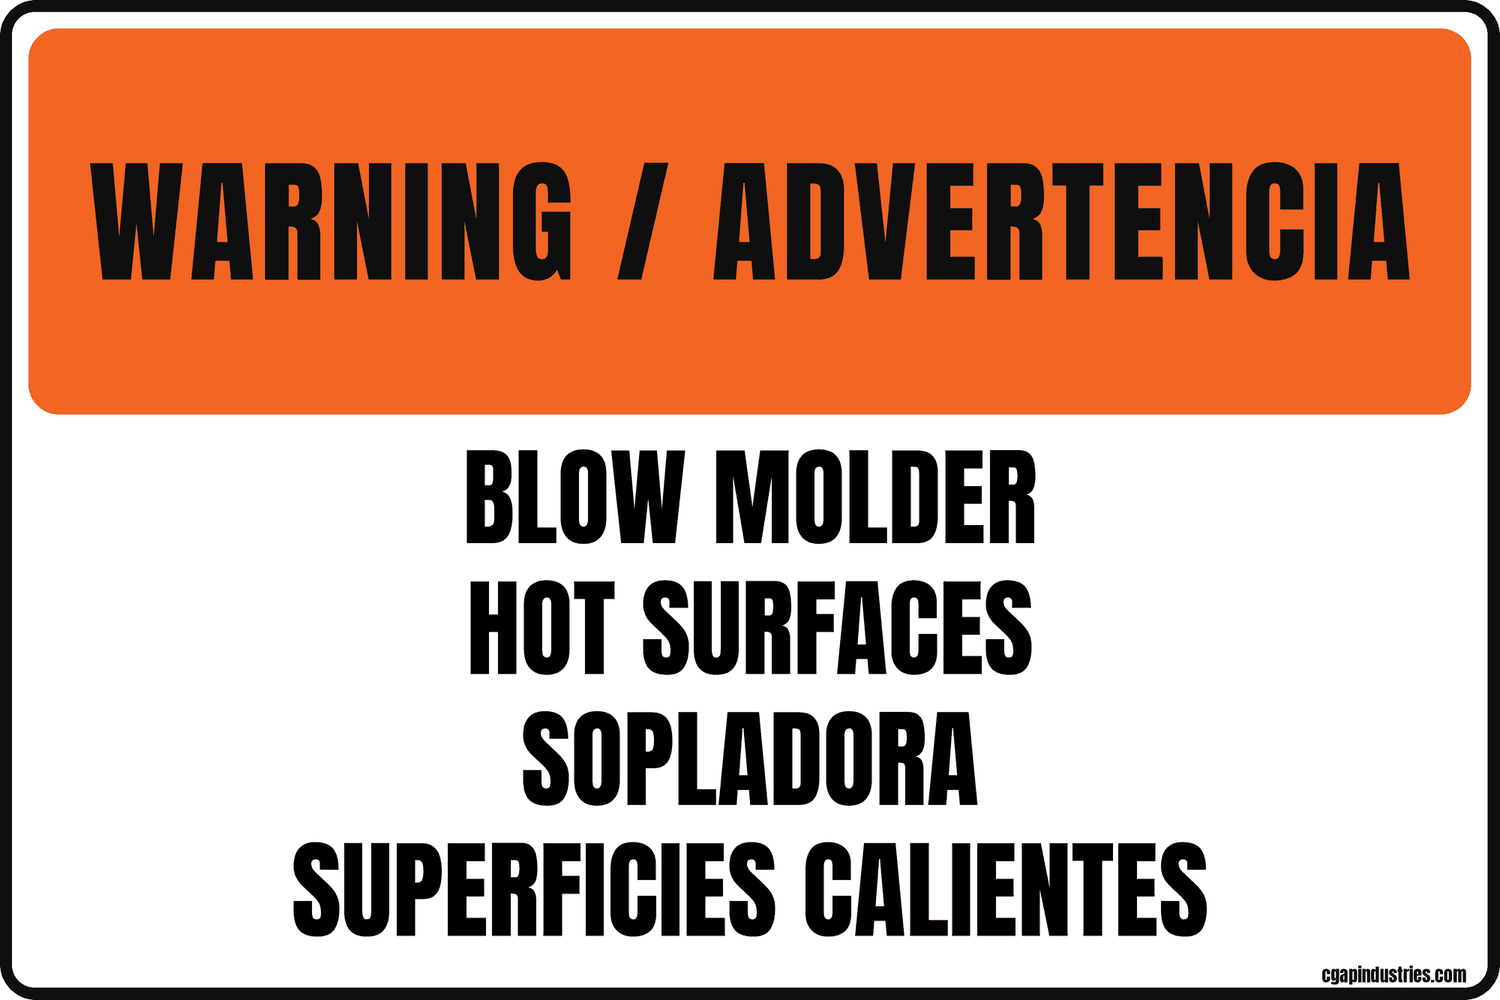 WARNING / ADVERTENCIA
BLOW MOLDER
HOT SURFACES
SOPLADORA
SUPERFICIES CALIENTES
cgapindustries.com